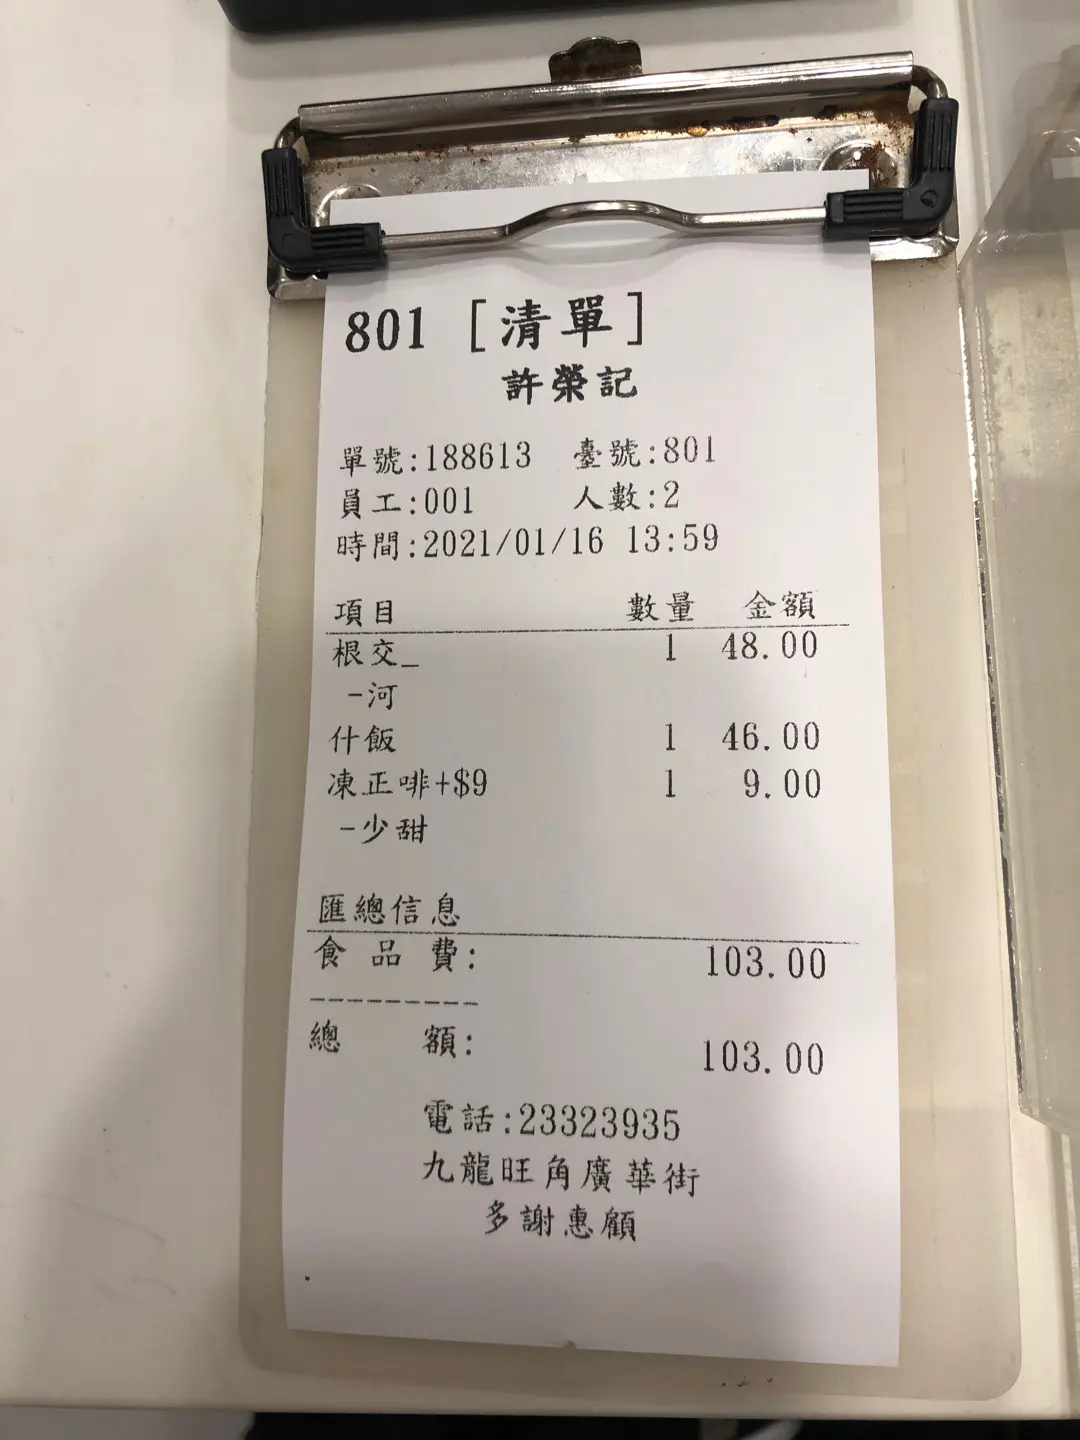 801 [清單]
許榮記
單號:188613 臺號:801
員工:001 人數:2
時間:2021/01/16 13:59
項目 數量 金額
根交_ 1 48.00
-河
什飯 1 46.00
凍正啡+$9 1 9.00
-少甜
匯總信息
食品費: 103.00
---------
總額: 103.00
電話:23323935
九龍旺角廣華街
多謝惠顧